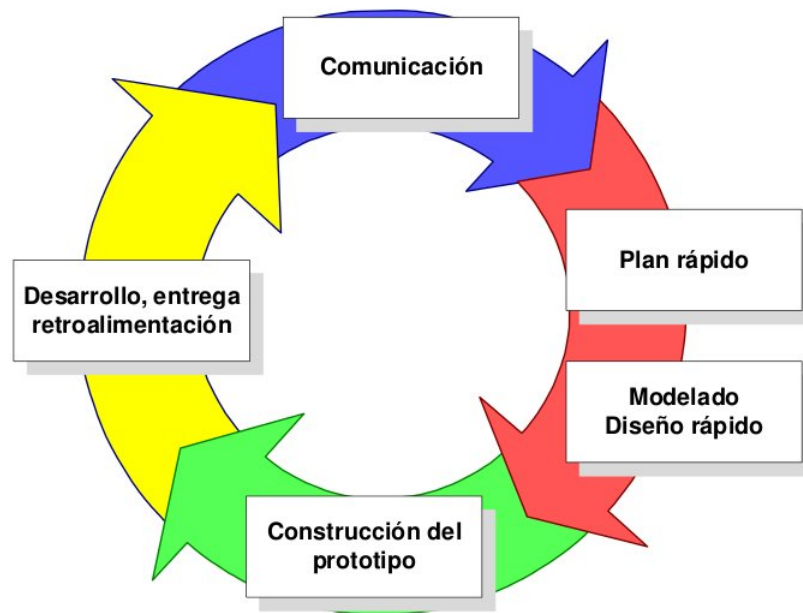 Comunicación
Plan rápido
Modelado
Diseño rápido
Construcción del
prototipo
Desarrollo, entrega
retroalimentación